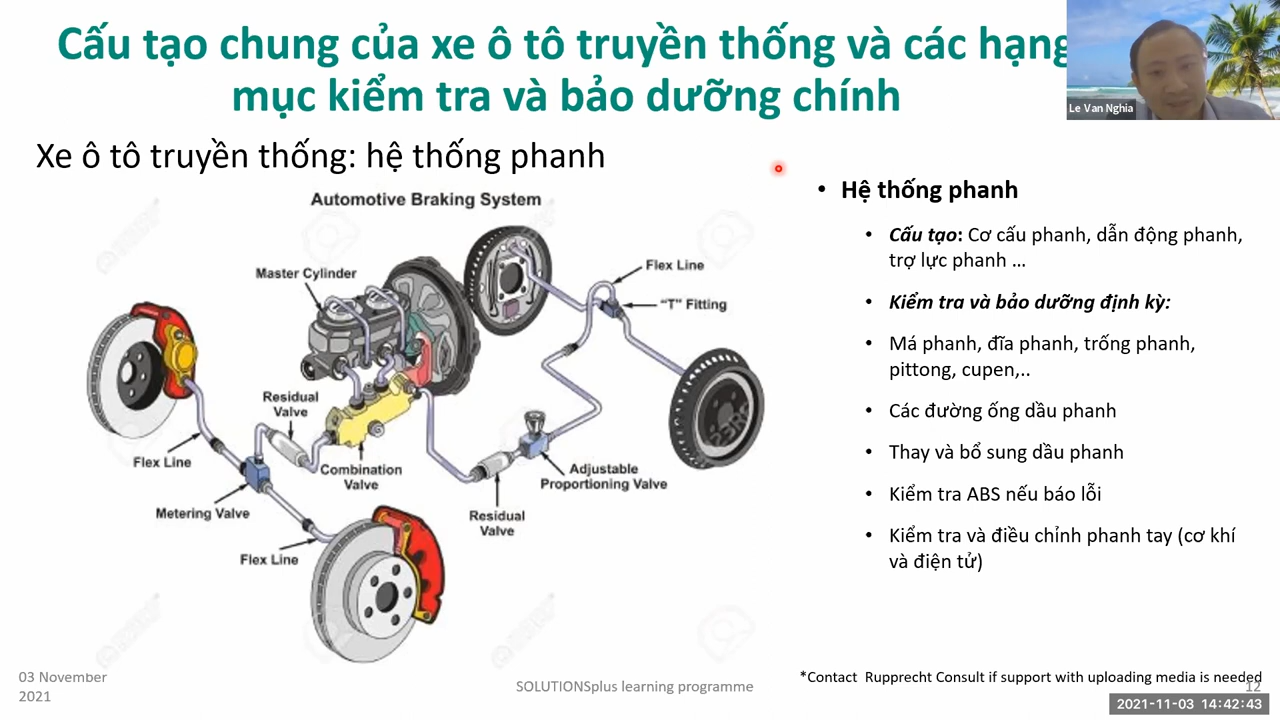 Cấu tạo chung của xe ô tô truyền thống và các hạng
mục kiểm tra và bảo dưỡng chính
Le Van Nghia
Xe ô tô truyền thống: hệ thống phanh
Automotive Braking System
Master Cylinder
Flex Line
"T" Fitting
Residual
Valve
Flex Line
Combination
Valve
Adjustable
Proportioning Valve
Metering Valve
Residual
Valve
Flex Line
• Hệ thống phanh
• Cấu tạo: Cơ cấu phanh, dẫn động phanh,
trợ lực phanh ...
• Kiểm tra và bảo dưỡng định kỳ:
• Má phanh, đĩa phanh, trống phanh,
pittong, cupen,..
• Các đường ống dầu phanh
• Thay và bổ sung dầu phanh
• Kiểm tra ABS nếu báo lỗi
• Kiểm tra và điều chỉnh phanh tay (cơ khí
và điện tử)
03 November
2021
SOLUTIONSplus learning programme
*Contact Rupprecht Consult if support with uploading media is needed
12
2021-11-03 14:42:43